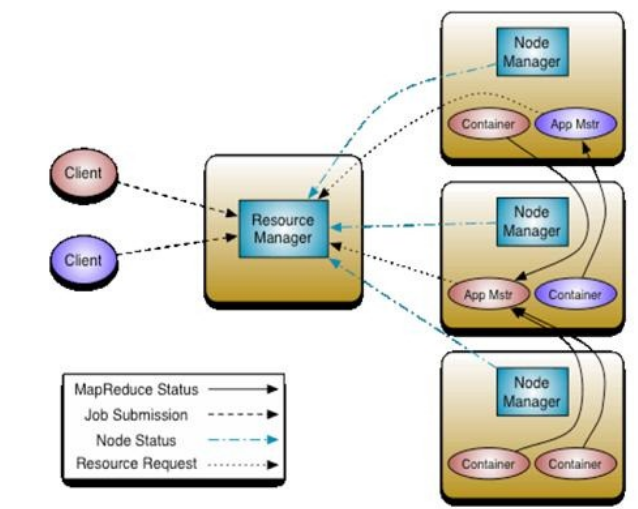 Node
Manager
Container
App Mstr
Client
Resource
Manager
Client
Node
Manager
App Mstr
Container
Node
Manager
Container
Container
MapReduce Status
Job Submission
Node Status
Resource Request